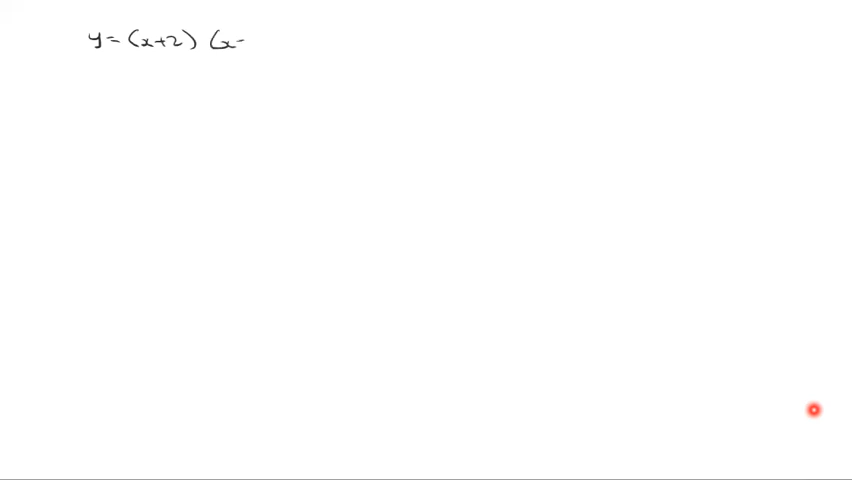 y = (x+2) (x-